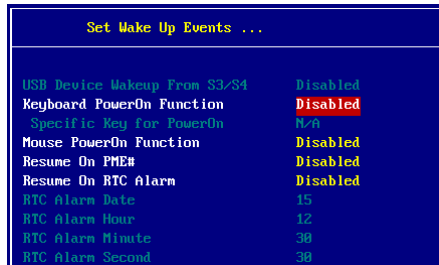 Set Wake Up Events ...
USB Device Wakeup From S3/S4 Disabled
Keyboard PowerOn Function Disabled
Specific Key for PowerOn N/A
Mouse PowerOn Function Disabled
Resume On PME# Disabled
Resume On RTC Alarm Disabled
RTC Alarm Date 15
RTC Alarm Hour 12
RTC Alarm Minute 30
RTC Alarm Second 30